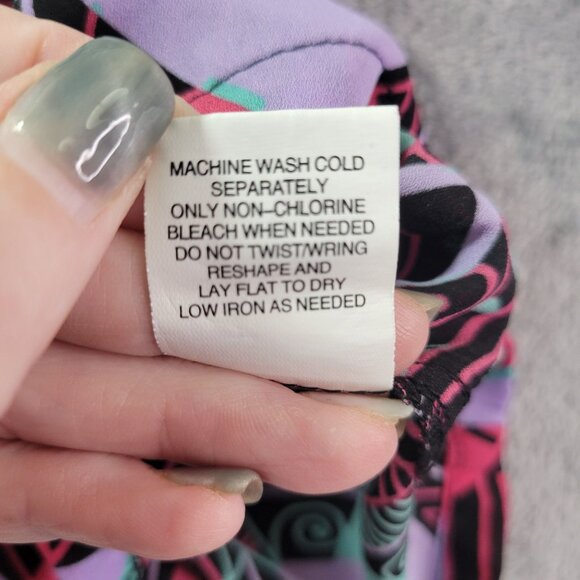 MACHINE WASH COLD
SEPARATELY
ONLY NON-CHLORINE
BLEACH WHEN NEEDED
DO NOT TWIST/WRING
RESHAPE AND
LAY FLAT TO DRY
LOW IRON AS NEEDED